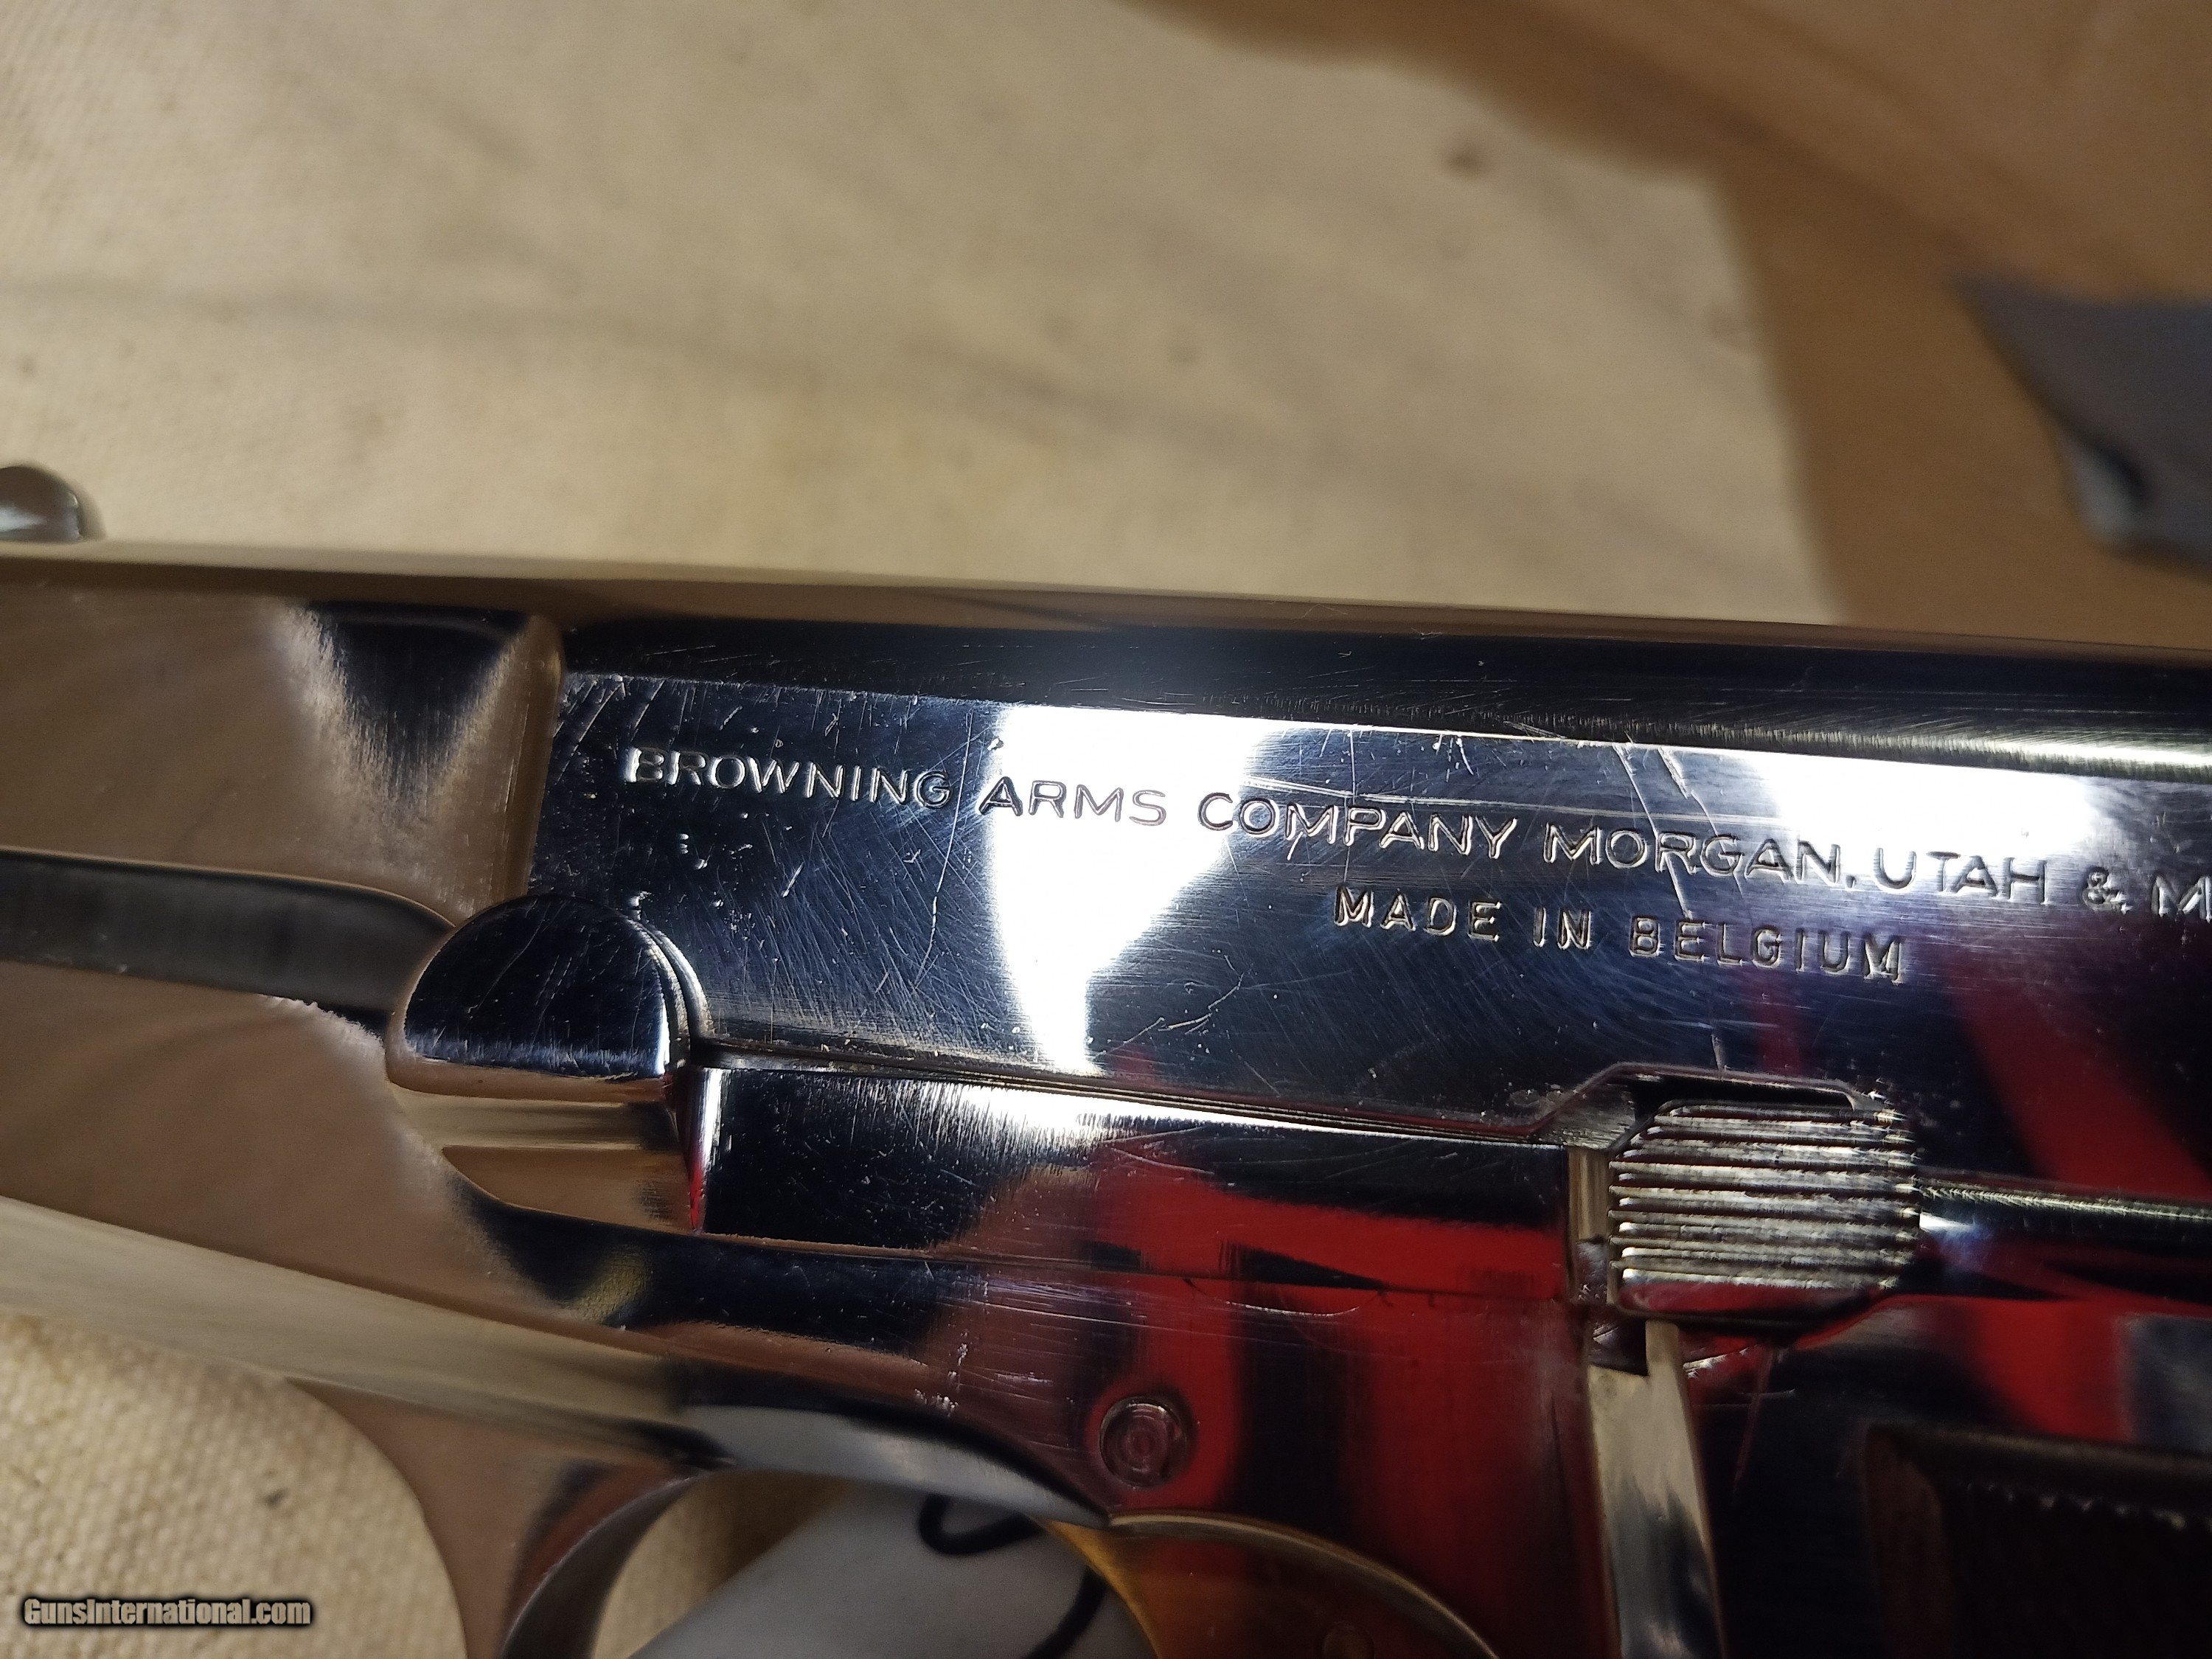 BROWNING ARMS COMPANY MORGAN, UTAH & M
MADE IN BELGIUM
GunsInternational.com